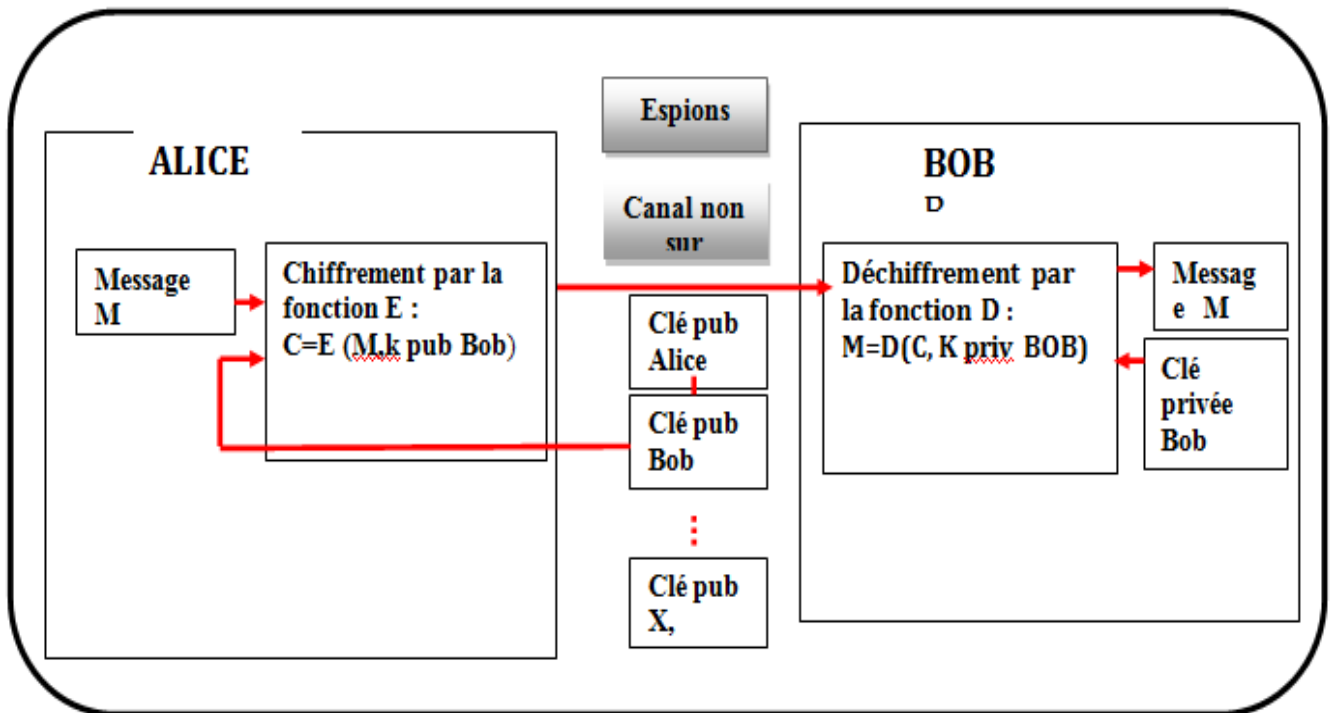 Espions
ALICE
BOB
D
Canal non
sur
Message
M
Chiffrement par la
fonction E :
C=E (M,k pub Bob)
Déchiffrement par
la fonction D :
M=D(C, K priv BOB)
Messag
e M
Clé pub
Alice
Clé
privée
Bob
Clé pub
Bob
Clé pub
X,